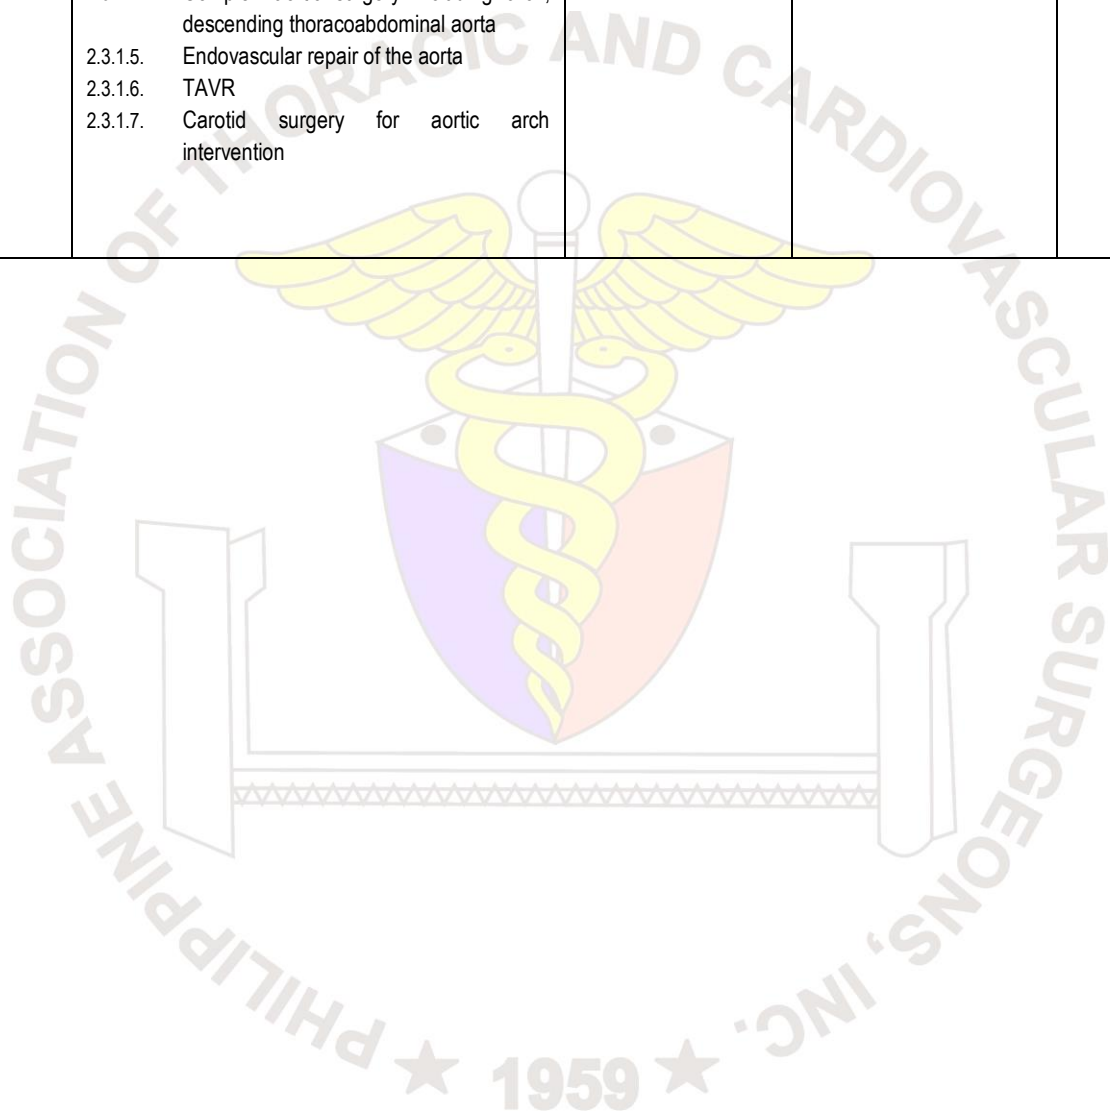 descending thoracoabdominal aorta
2.3.1.5. Endovascular repair of the aorta
2.3.1.6. TAVR
2.3.1.7. Carotid surgery for aortic arch
intervention
PHILIPPINE ASSOCIATION OF THORACIC AND CARDIOVASCULAR SURGEONS, INC.
1959